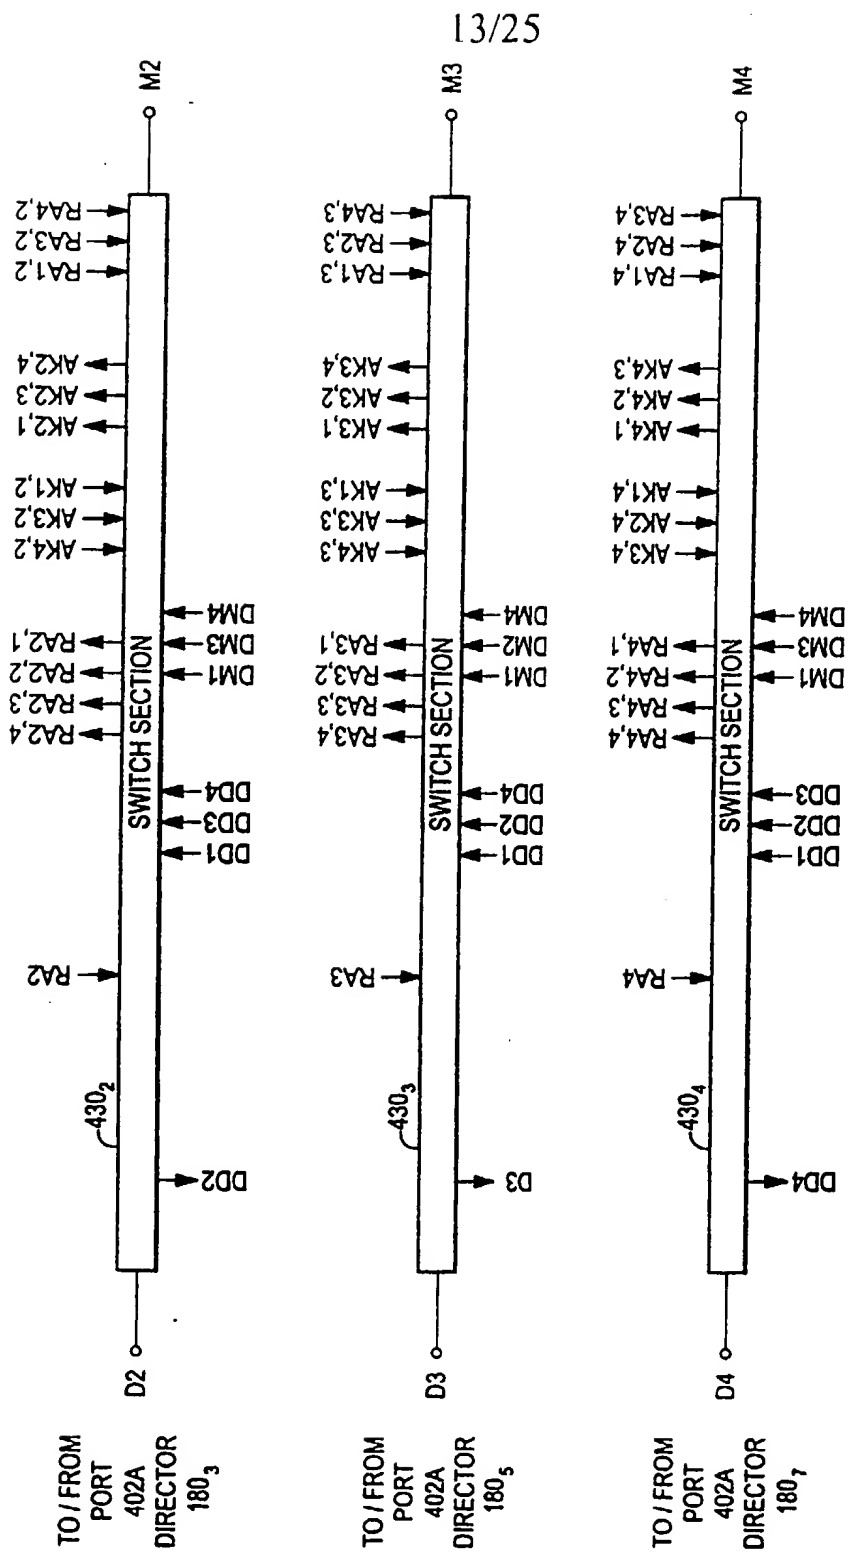 13/25
TO / FROM
PORT
402A
DIRECTOR
180₃
D2
430₂
SWITCH SECTION
M2
DD2
RA2
DD1
DD3
DD4
RA2,4
RA2,3
RA2,2
RA2,1
DM1
DM3
DM4
AK4,2
AK3,2
AK1,2
AK2,1
AK2,3
AK2,4
RA1,2
RA3,2
RA4,2
TO / FROM
PORT
402A
DIRECTOR
180₅
D3
430₃
SWITCH SECTION
M3
D3
RA3
DD1
DD2
DD4
RA3,4
RA3,3
RA3,2
RA3,1
DM1
DM2
DM4
AK4,3
AK3,3
AK1,3
AK3,1
AK3,2
AK3,4
RA1,3
RA2,3
RA4,3
TO / FROM
PORT
402A
DIRECTOR
180₇
D4
430₄
SWITCH SECTION
M4
DD4
RA4
DD1
DD2
DD3
RA4,4
RA4,3
RA4,2
RA4,1
DM1
DM3
DM4
AK3,4
AK2,4
AK1,4
AK4,1
AK4,2
AK4,3
RA1,4
RA2,4
RA3,4